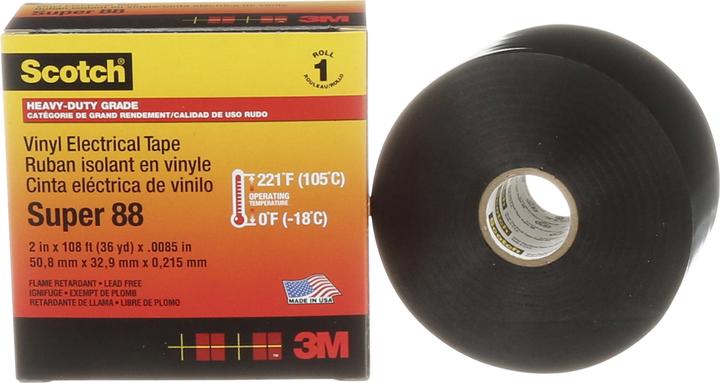 Super 88
3M
Scotch
ROLL
1
ROULEAU/ROLLO
HEAVY-DUTY GRADE
CATÉGORIE DE GRAND RENDEMENT/CALIDAD DE USO RUDO
Vinyl Electrical Tape
Ruban isolant en vinyle
Cinta eléctrica de vinilo
221°F (105°C)
OPERATING
TEMPERATURE
0°F (-18°C)
Super 88
2 in x 108 ft (36 yd) x .0085 in
50,8 mm x 32,9 mm x 0,215 mm
FLAME RETARDANT • LEAD FREE
IGNIFUGE • EXEMPT DE PLOMB
RETARDANTE DE LLAMA • LIBRE DE PLOMO
MADE IN USA
3M
Scotch
Scotch